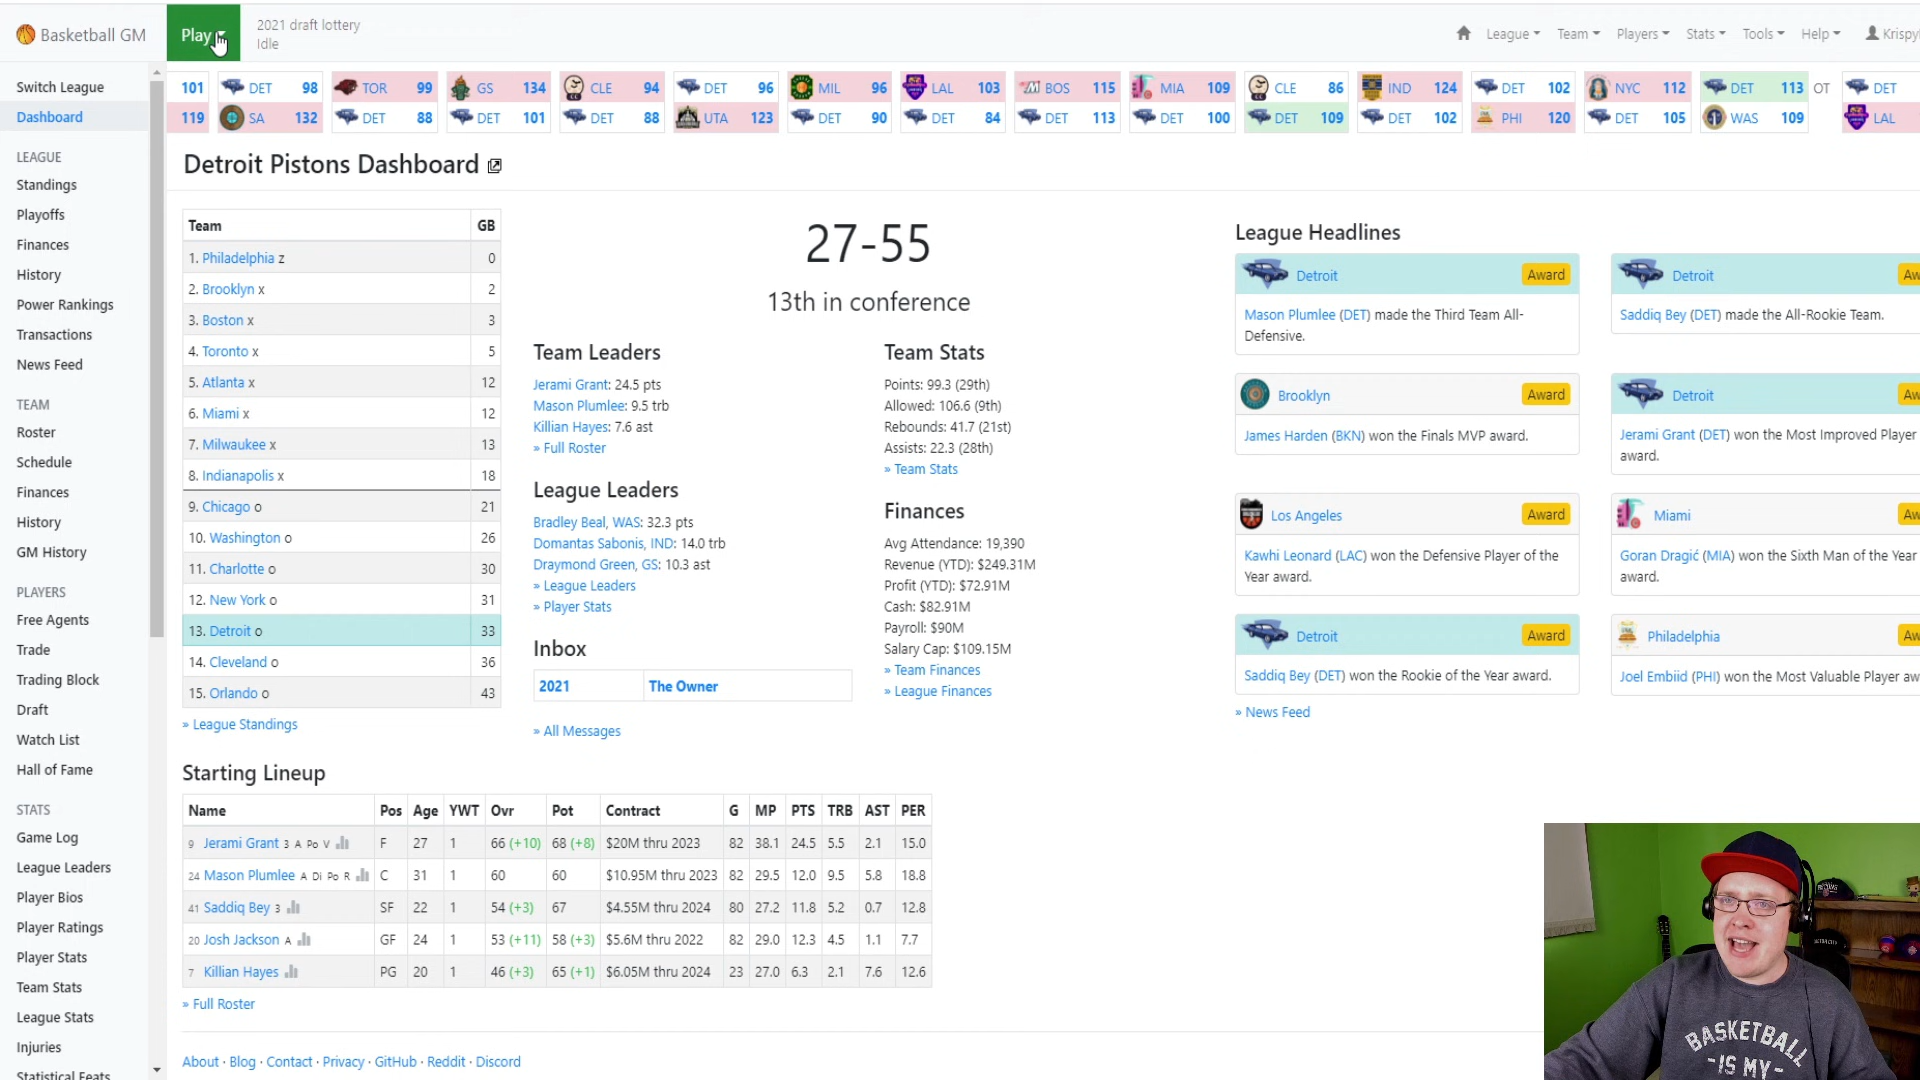 Basketball GM
Play
2021 draft lottery
Idle
League
Team
Players
Stats
Tools
Help
101
119
DET 98
SA 132
TOR 99
DET 88
GS 134
DET 101
CLE 94
DET 88
DET 96
UTA 123
MIL 96
DET 90
LAL 103
DET 84
BOS 115
DET 113
MIA 109
DET 100
CLE 86
DET 109
IND 124
DET 102
DET 102
PHI 120
NYC 112
DET 105
DET 113 OT
WAS 109
DET
LAL
Switch League
Dashboard
LEAGUE
Standings
Playoffs
Finances
History
Power Rankings
Transactions
News Feed
TEAM
Roster
Schedule
Finances
History
GM History
PLAYERS
Free Agents
Trade
Trading Block
Draft
Watch List
Hall of Fame
STATS
Game Log
League Leaders
Player Bios
Player Ratings
Player Stats
Team Stats
League Stats
Injuries
Statistical Feats
Detroit Pistons Dashboard
Team GB
1. Philadelphia z 0
2. Brooklyn x 2
3. Boston x 3
4. Toronto x 5
5. Atlanta x 12
6. Miami x 12
7. Milwaukee x 13
8. Indianapolis x 18
9. Chicago o 21
10. Washington o 26
11. Charlotte o 30
12. New York o 31
13. Detroit o 33
14. Cleveland o 36
15. Orlando o 43
» League Standings
27-55
13th in conference
Team Leaders
Jerami Grant: 24.5 pts
Mason Plumlee: 9.5 trb
Killian Hayes: 7.6 ast
» Full Roster
League Leaders
Bradley Beal, WAS: 32.3 pts
Domantas Sabonis, IND: 14.0 trb
Draymond Green, GS: 10.3 ast
» League Leaders
» Player Stats
Inbox
2021 The Owner
» All Messages
Team Stats
Points: 99.3 (29th)
Allowed: 106.6 (9th)
Rebounds: 41.7 (21st)
Assists: 22.3 (28th)
» Team Stats
Finances
Avg Attendance: 19,390
Revenue (YTD): $249.31M
Profit (YTD): $72.91M
Cash: $82.91M
Payroll: $90M
Salary Cap: $109.15M
» Team Finances
» League Finances
League Headlines
Detroit Award
Mason Plumlee (DET) made the Third Team All-
Defensive.
Detroit
Saddiq Bey (DET) made the All-Rookie Team.
Brooklyn Award
James Harden (BKN) won the Finals MVP award.
Detroit
Jerami Grant (DET) won the Most Improved Player
award.
Los Angeles Award
Kawhi Leonard (LAC) won the Defensive Player of the
Year award.
Miami
Goran Dragić (MIA) won the Sixth Man of the Year
award.
Detroit Award
Saddiq Bey (DET) won the Rookie of the Year award.
Philadelphia
Joel Embiid (PHI) won the Most Valuable Player aw
» News Feed
Starting Lineup
Name Pos Age YWT Ovr Pot Contract G MP PTS TRB AST PER
9 Jerami Grant 3 A Po V F 27 1 66 (+10) 68 (+8) $20M thru 2023 82 38.1 24.5 5.5 2.1 15.0
24 Mason Plumlee A Di Po R C 31 1 60 60 $10.95M thru 2023 82 29.5 12.0 9.5 5.8 18.8
41 Saddiq Bey 3 SF 22 1 54 (+3) 67 $4.55M thru 2024 80 27.2 11.8 5.2 0.7 12.8
20 Josh Jackson A GF 24 1 53 (+11) 58 (+3) $5.6M thru 2022 82 29.0 12.3 4.5 1.1 7.7
7 Killian Hayes PG 20 1 46 (+3) 65 (+1) $6.05M thru 2024 23 27.0 6.3 2.1 7.6 12.6
» Full Roster
About · Blog · Contact · Privacy · GitHub · Reddit · Discord
BASKETBALL
-IS MY-